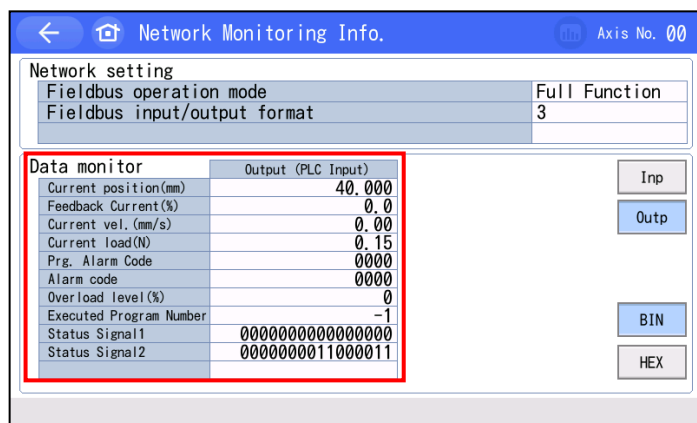 Network Monitoring Info.
Axis No. 00
Network setting
Fieldbus operation mode Full Function
Fieldbus input/output format 3
Data monitor Output (PLC Input)
Current position(mm) 40.000
Feedback Current(%) 0.0
Current vel.(mm/s) 0.00
Current load(N) 0.15
Prg. Alarm Code 0000
Alarm code 0000
Overload level(%) 0
Executed Program Number -1
Status Signal1 0000000000000000
Status Signal2 0000000011000011
Inp
Outp
BIN
HEX